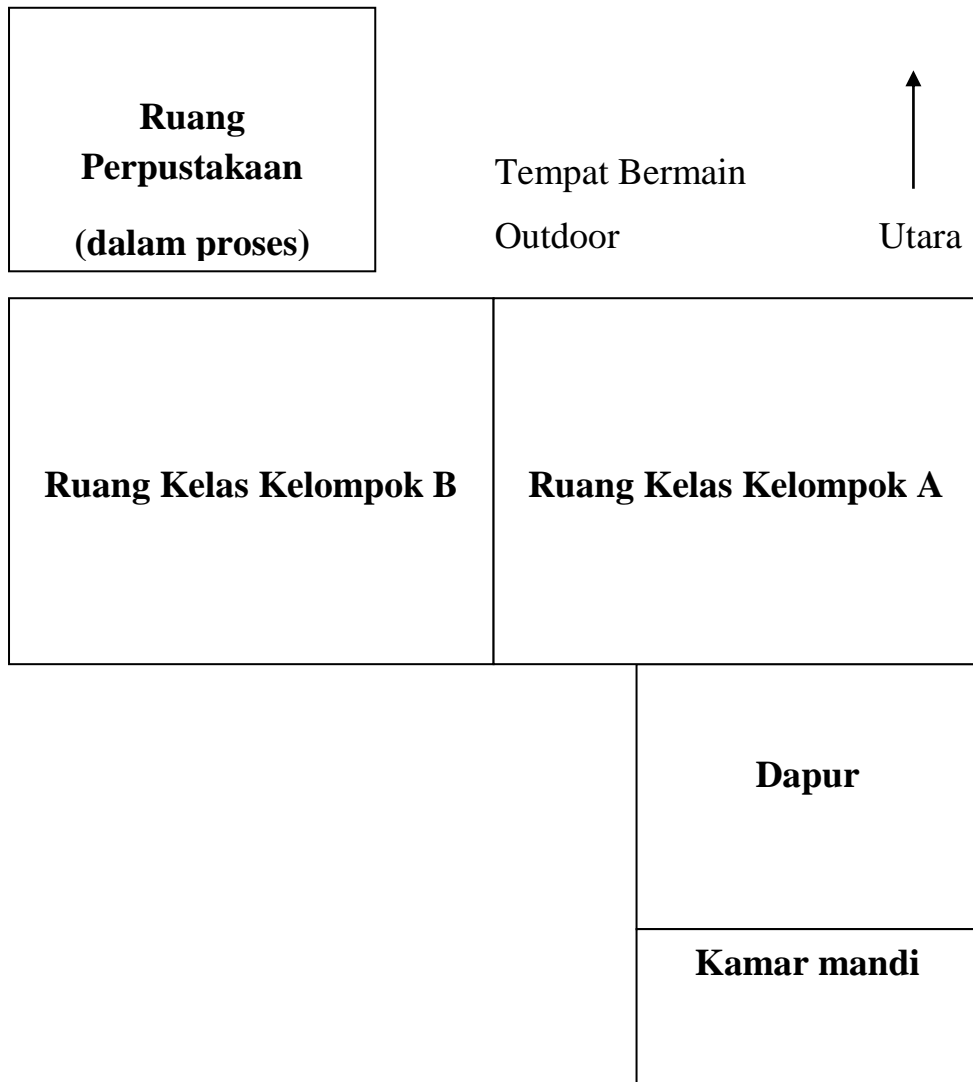 Ruang
Perpustakaan
(dalam proses)
Tempat Bermain
Outdoor
Utara
Ruang Kelas Kelompok B
Ruang Kelas Kelompok A
Dapur
Kamar mandi